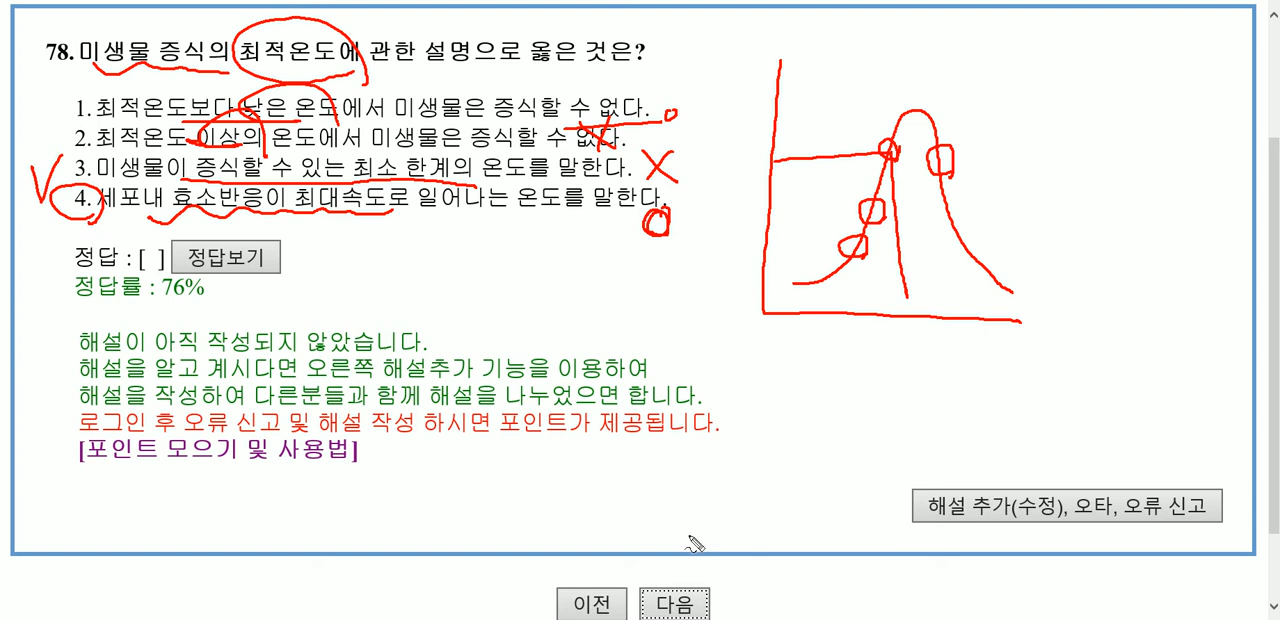 78. 미생물 증식의 최적온도에 관한 설명으로 옳은 것은?
1. 최적온도보다 낮은 온도에서 미생물은 증식할 수 없다.
2. 최적온도 이상의 온도에서 미생물은 증식할 수 없다.
3. 미생물이 증식할 수 있는 최소 한계의 온도를 말한다.
4. 세포내 효소반응이 최대속도로 일어나는 온도를 말한다.
정답 : [ ] 정답보기
정답률 : 76%
해설이 아직 작성되지 않았습니다.
해설을 알고 계시다면 오른쪽 해설추가 기능을 이용하여
해설을 작성하여 다른분들과 함께 해설을 나누었으면 합니다.
로그인 후 오류 신고 및 해설 작성 하시면 포인트가 제공됩니다.
[포인트 모으기 및 사용법]
해설 추가(수정), 오타, 오류 신고
이전 다음